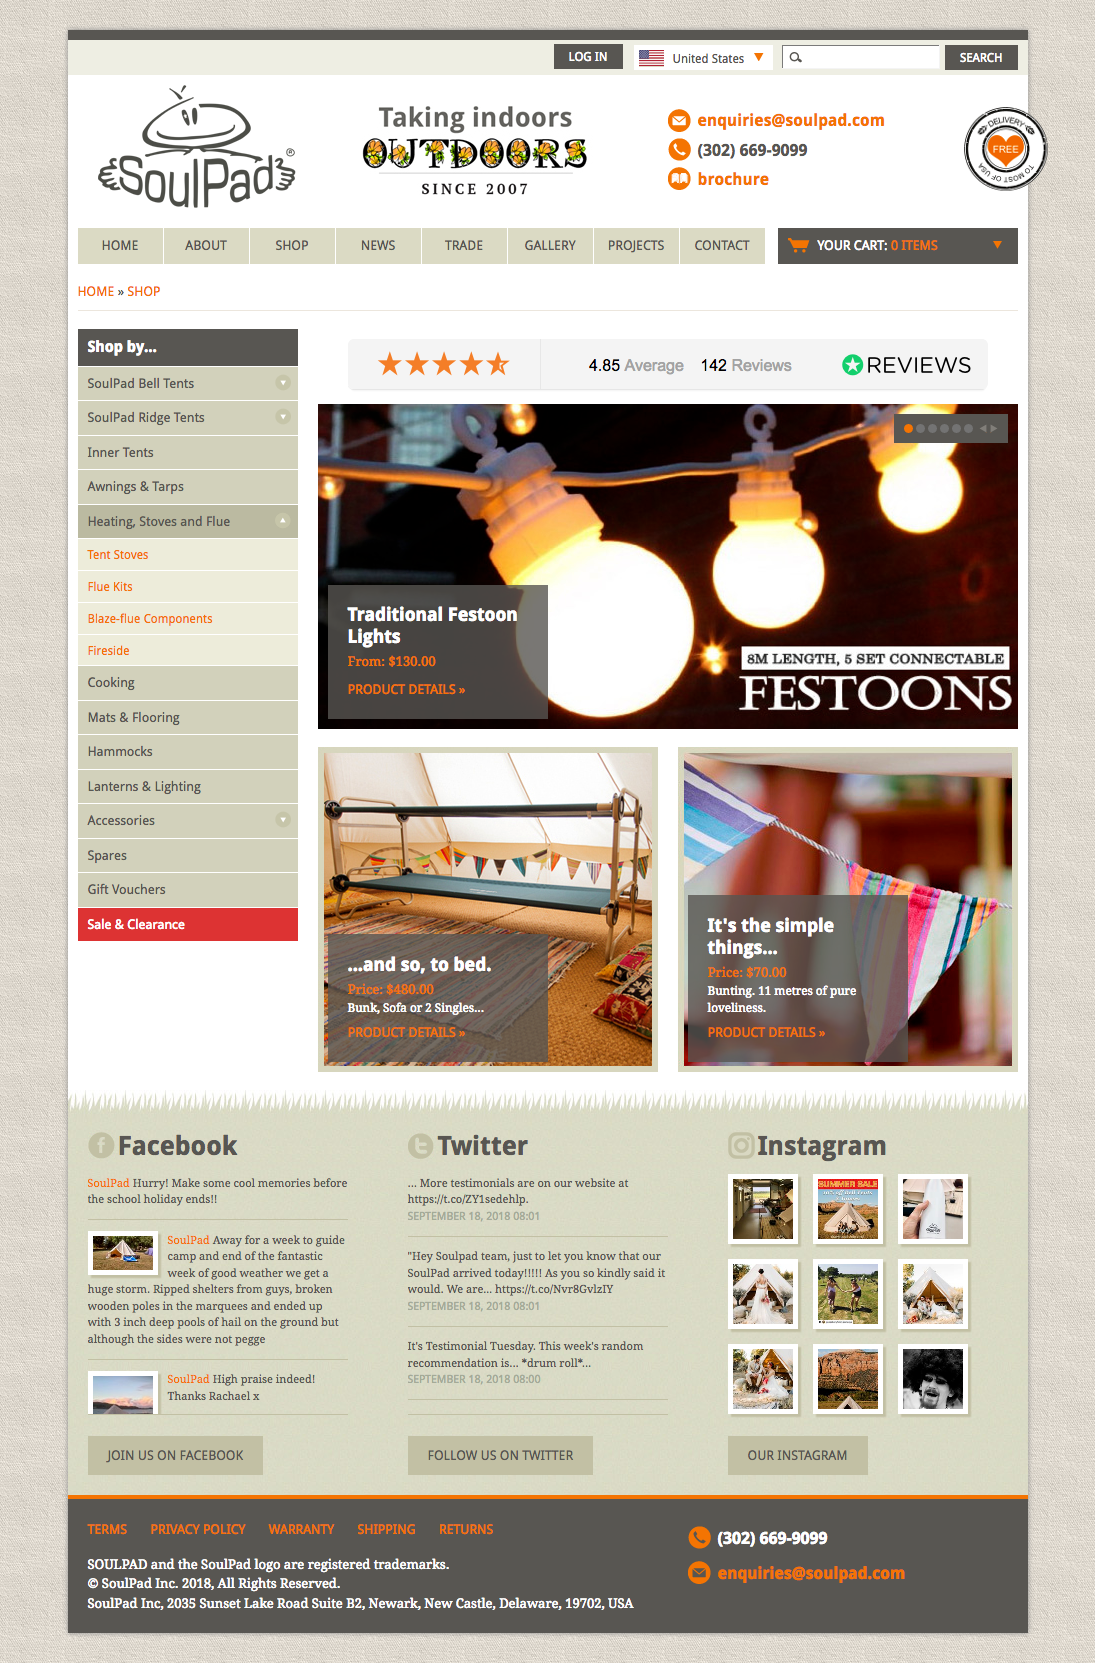 LOG IN
United States
SEARCH
SoulPad®
Taking indoors
OUTDOORS
SINCE 2007
enquiries@soulpad.com
(302) 669-9099
brochure
DELIVERY
FREE
TO MOST OF USA
HOME
ABOUT
SHOP
NEWS
TRADE
GALLERY
PROJECTS
CONTACT
YOUR CART: 0 ITEMS
HOME » SHOP
Shop by...
SoulPad Bell Tents
SoulPad Ridge Tents
Inner Tents
Awnings & Tarps
Heating, Stoves and Flue
Tent Stoves
Flue Kits
Blaze-flue Components
Fireside
Cooking
Mats & Flooring
Hammocks
Lanterns & Lighting
Accessories
Spares
Gift Vouchers
Sale & Clearance
4.85 Average 142 Reviews
REVIEWS
Traditional Festoon
Lights
From: $130.00
PRODUCT DETAILS »
8M LENGTH, 5 SET CONNECTABLE
FESTOONS
...and so, to bed.
Price: $480.00
Bunk, Sofa or 2 Singles...
PRODUCT DETAILS »
It's the simple
things...
Price: $70.00
Bunting. 11 metres of pure
loveliness.
PRODUCT DETAILS »
Facebook
SoulPad Hurry! Make some cool memories before
the school holiday ends!!
SoulPad Away for a week to guide
camp and end of the fantastic
week of good weather we get a
huge storm. Ripped shelters from guys, broken
wooden poles in the marquees and ended up
with 3 inch deep pools of hail on the ground but
although the sides were not pegge
SoulPad High praise indeed!
Thanks Rachael x
JOIN US ON FACEBOOK
Twitter
... More testimonials are on our website at
https://t.co/ZY1sedehlp.
SEPTEMBER 18, 2018 08:01
"Hey Soulpad team, just to let you know that our
SoulPad arrived today!!!!! As you so kindly said it
would. We are... https://t.co/Nvr8GvlzIY
SEPTEMBER 18, 2018 08:01
It's Testimonial Tuesday. This week's random
recommendation is... *drum roll*...
SEPTEMBER 18, 2018 08:00
FOLLOW US ON TWITTER
Instagram
SUMMER SALE
OUR INSTAGRAM
TERMS
PRIVACY POLICY
WARRANTY
SHIPPING
RETURNS
SOULPAD and the SoulPad logo are registered trademarks.
© SoulPad Inc. 2018, All Rights Reserved.
SoulPad Inc, 2035 Sunset Lake Road Suite B2, Newark, New Castle, Delaware, 19702, USA
(302) 669-9099
enquiries@soulpad.com